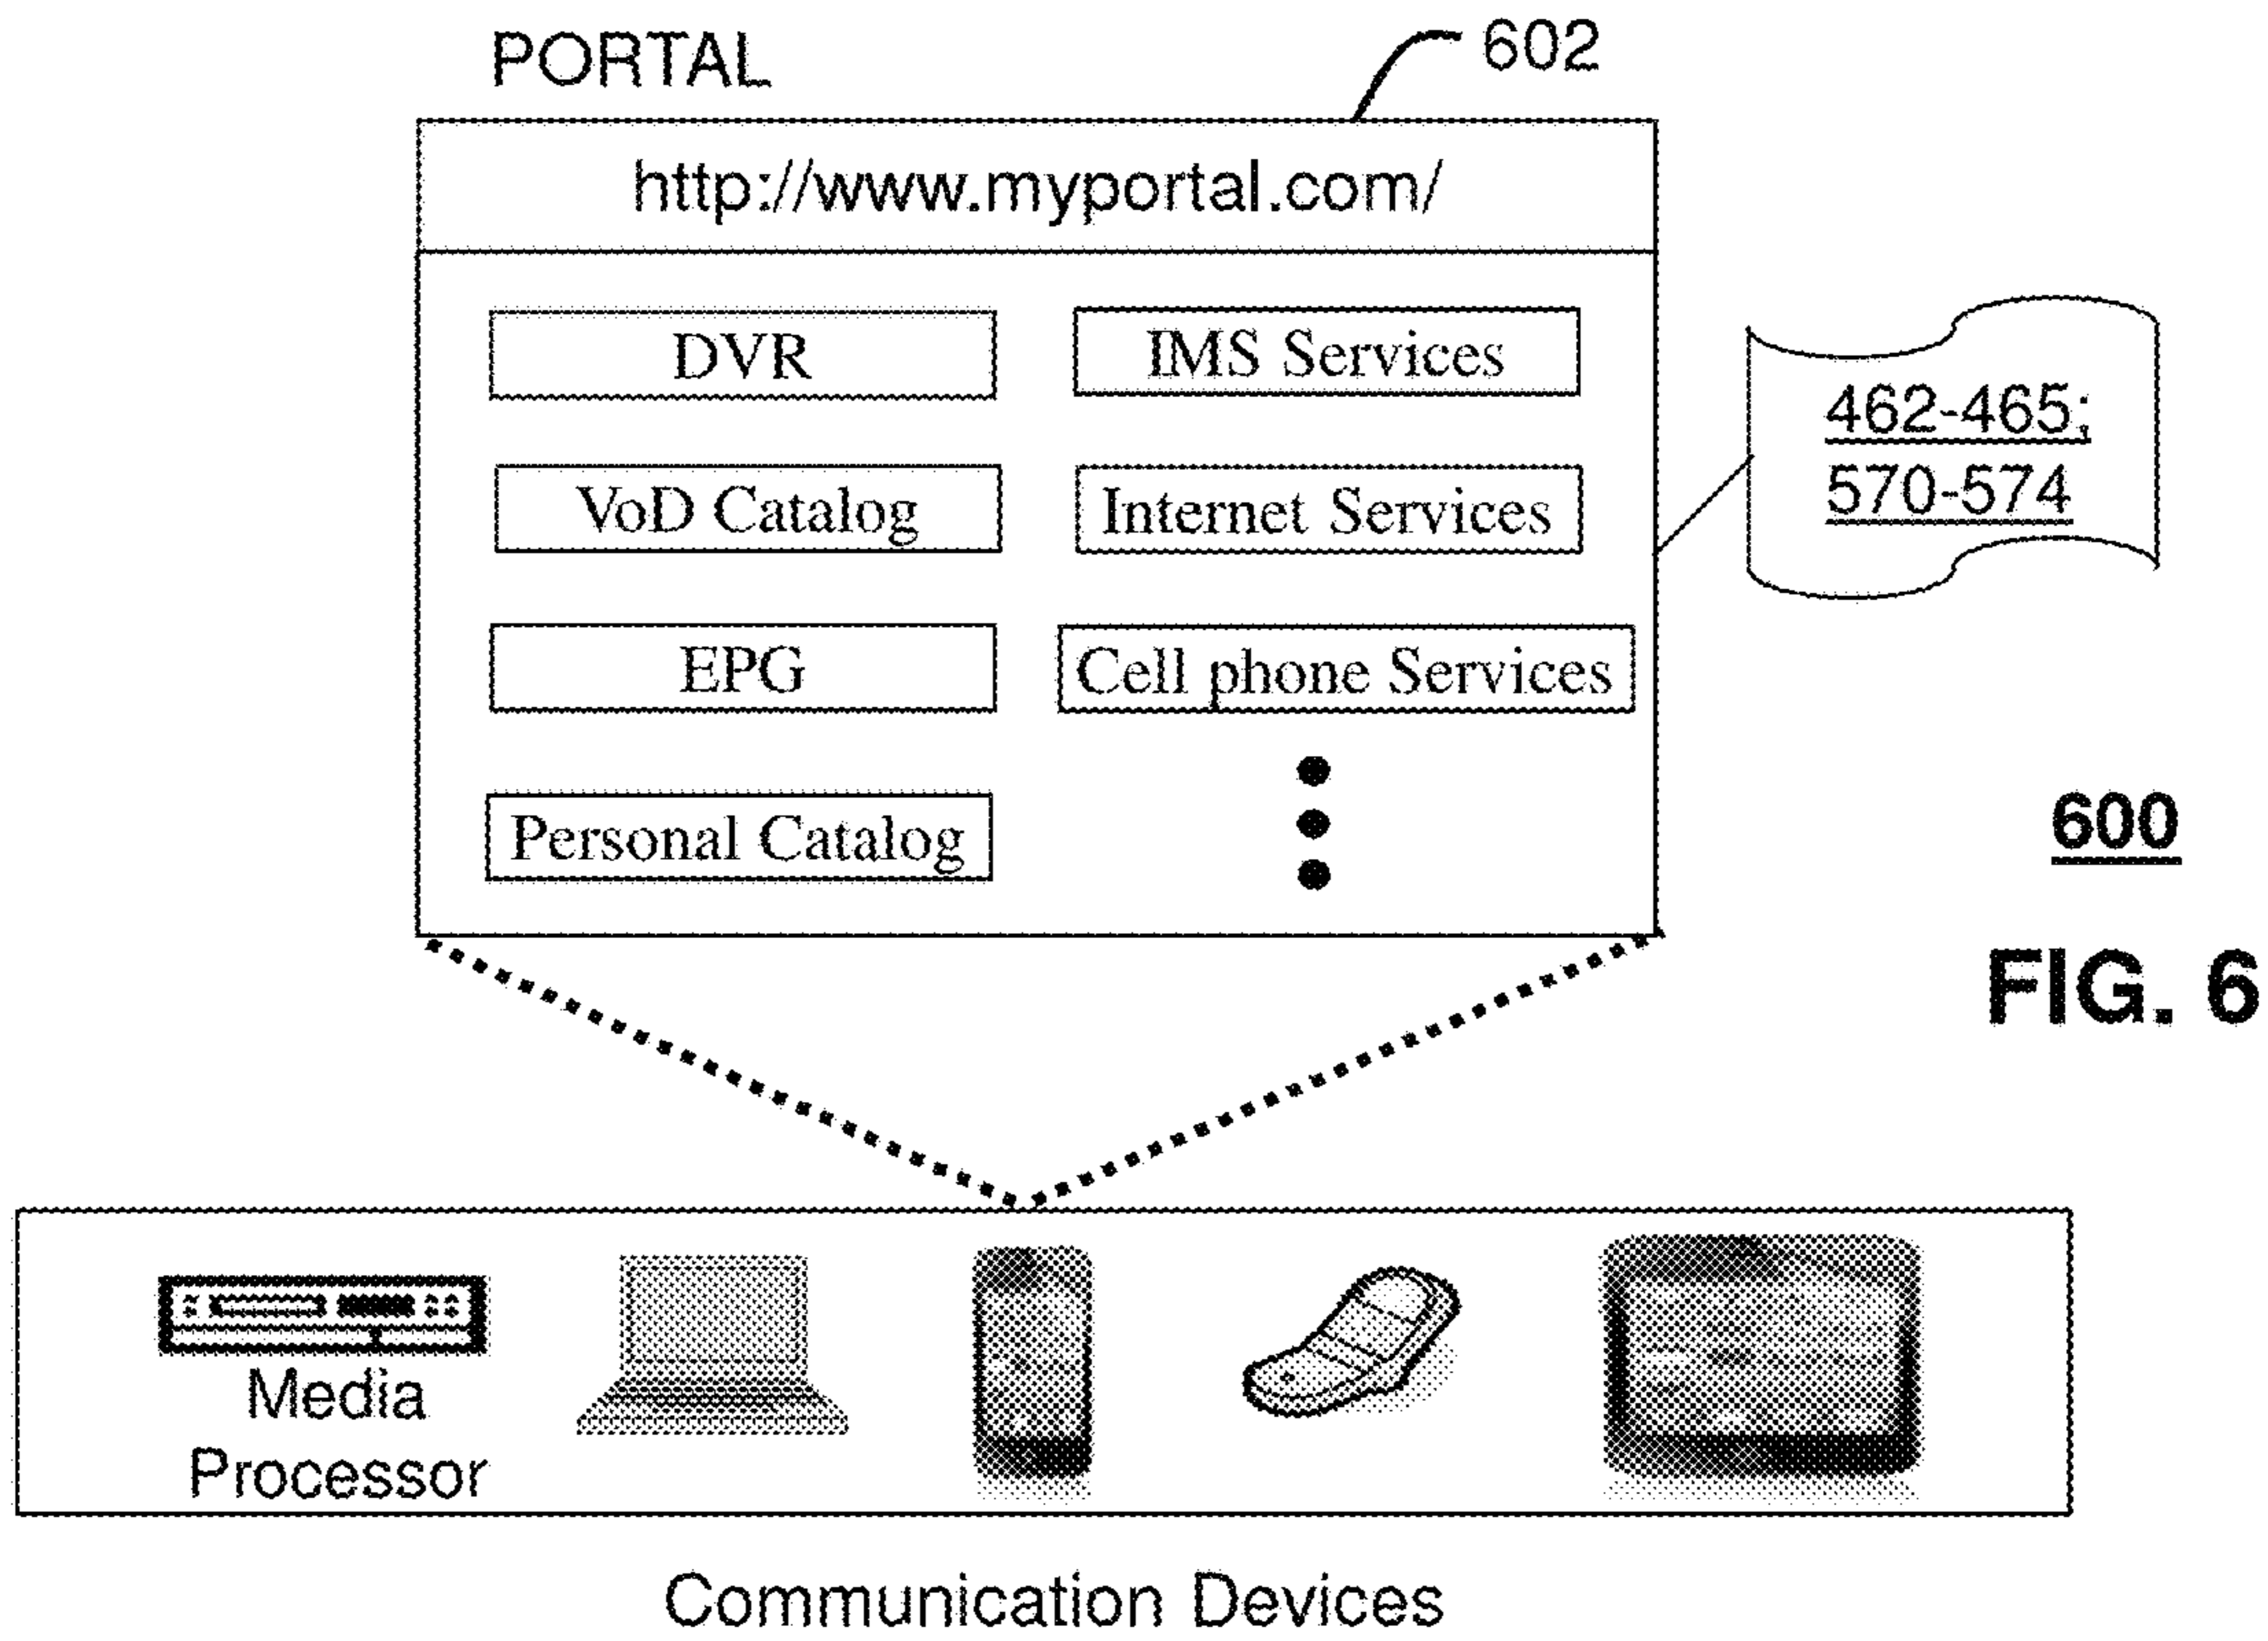 PORTAL
602
http://www.myportal.com/
DVR
IMS Services
VoD Catalog
Internet Services
EPG
Cell phone Services
Personal Catalog
462-465;
570-574
600
FIG. 6
Media
Processor
Communication Devices